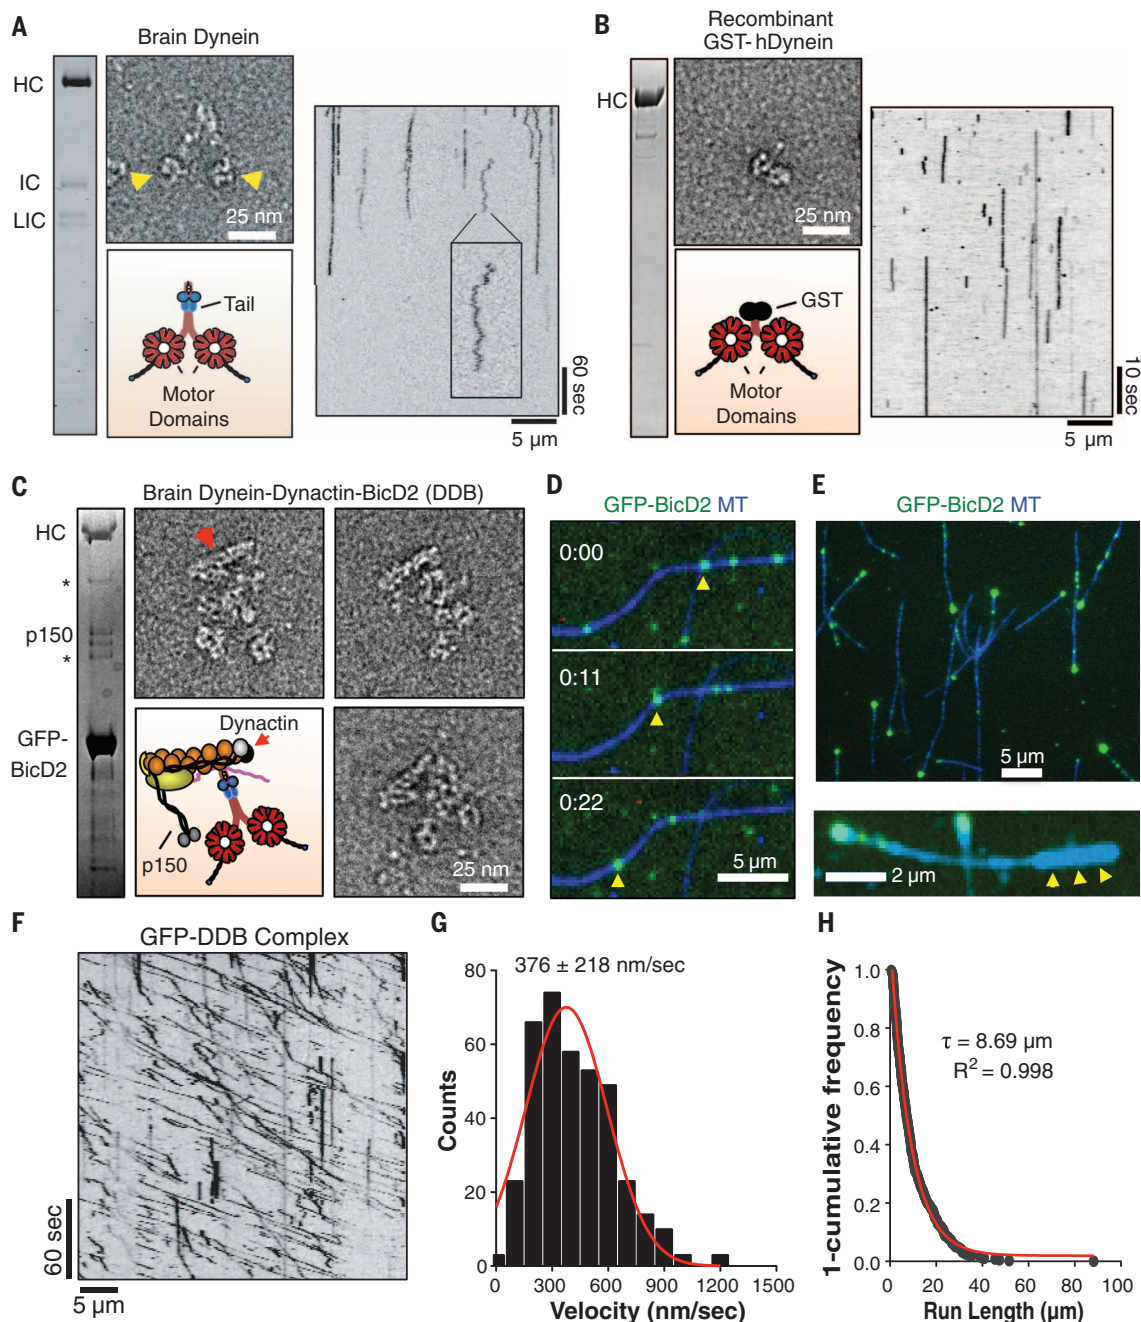 A
Brain Dynein
HC
IC
LIC
25 nm
Tail
Motor
Domains
60 sec
5 µm
B
Recombinant
GST-hDynein
HC
25 nm
GST
Motor
Domains
10 sec
5 µm
C
Brain Dynein-Dynactin-BicD2 (DDB)
HC
*
p150
*
GFP-
BicD2
Dynactin
p150
25 nm
D
GFP-BicD2 MT
0:00
0:11
0:22
5 µm
E
GFP-BicD2 MT
5 µm
2 µm
F
GFP-DDB Complex
60 sec
5 µm
G
376 ± 218 nm/sec
Counts
80
60
40
20
0
0 300 600 900 1200 1500
Velocity (nm/sec)
H
1-cumulative frequency
1.0
0.8
0.6
0.4
0.2
0.0
τ = 8.69 µm
R² = 0.998
0 20 40 60 80 100
Run Length (µm)